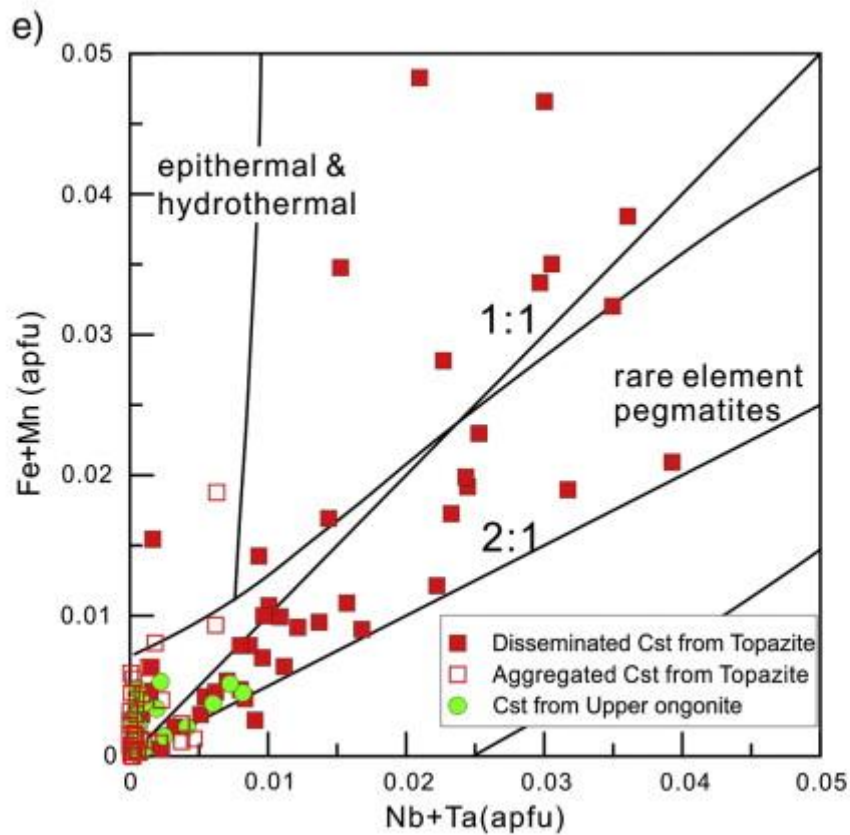 e)
0.05
0.04
0.03
0.02
0.01
0
Fe+Mn (apfu)
epithermal &
hydrothermal
1:1
rare element
pegmatites
2:1
Disseminated Cst from Topazite
Aggregated Cst from Topazite
Cst from Upper ongonite
0
0.01
0.02
0.03
0.04
0.05
Nb+Ta(apfu)